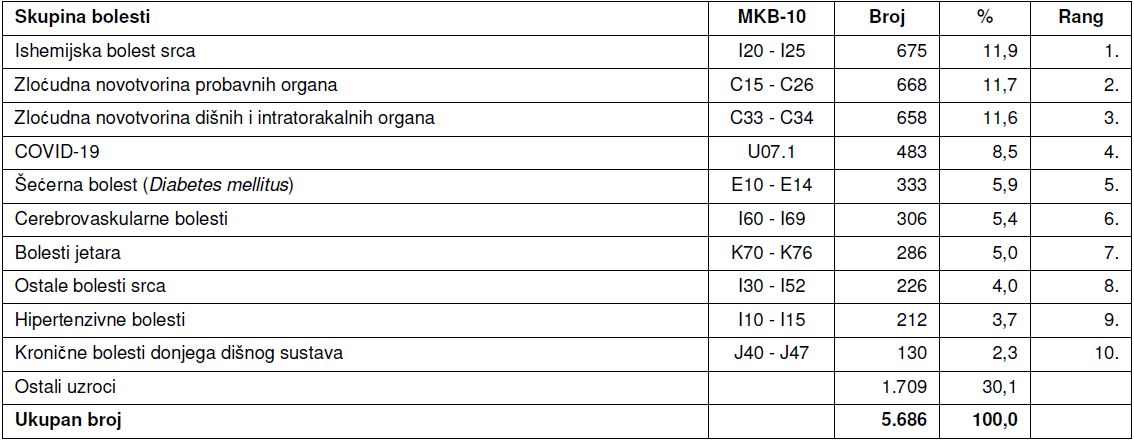 Skupina bolesti MKB-10 Broj % Rang
Ishemijska bolest srca I20 - I25 675 11,9 1.
Zloćudna novotvorina probavnih organa C15 - C26 668 11,7 2.
Zloćudna novotvorina dišnih i intratorakalnih organa C33 - C34 658 11,6 3.
COVID-19 U07.1 483 8,5 4.
Šećerna bolest (Diabetes mellitus) E10 - E14 333 5,9 5.
Cerebrovaskularne bolesti I60 - I69 306 5,4 6.
Bolesti jetara K70 - K76 286 5,0 7.
Ostale bolesti srca I30 - I52 226 4,0 8.
Hipertenzivne bolesti I10 - I15 212 3,7 9.
Kronične bolesti donjega dišnog sustava J40 - J47 130 2,3 10.
Ostali uzroci 1.709 30,1
Ukupan broj 5.686 100,0